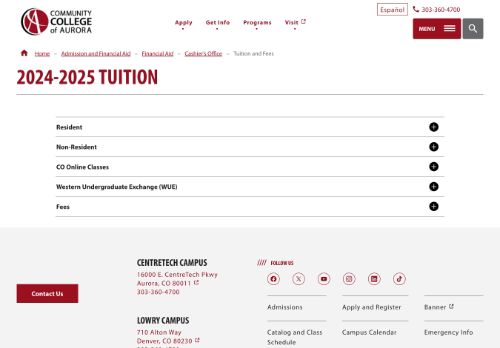 COMMUNITY
COLLEGE
of AURORA
Español
303-360-4700
Apply
Get Info
Programs
Visit
MENU
Home – Admission and Financial Aid – Financial Aid – Cashier's Office – Tuition and Fees
2024-2025 TUITION
Resident
Non-Resident
CO Online Classes
Western Undergraduate Exchange (WUE)
Fees
Contact Us
CENTRETECH CAMPUS
16000 E. CentreTech Pkwy
Aurora, CO 80011
303-360-4700
LOWRY CAMPUS
710 Alton Way
Denver, CO 80230
//// FOLLOW US
Admissions
Apply and Register
Banner
Catalog and Class
Schedule
Campus Calendar
Emergency Info